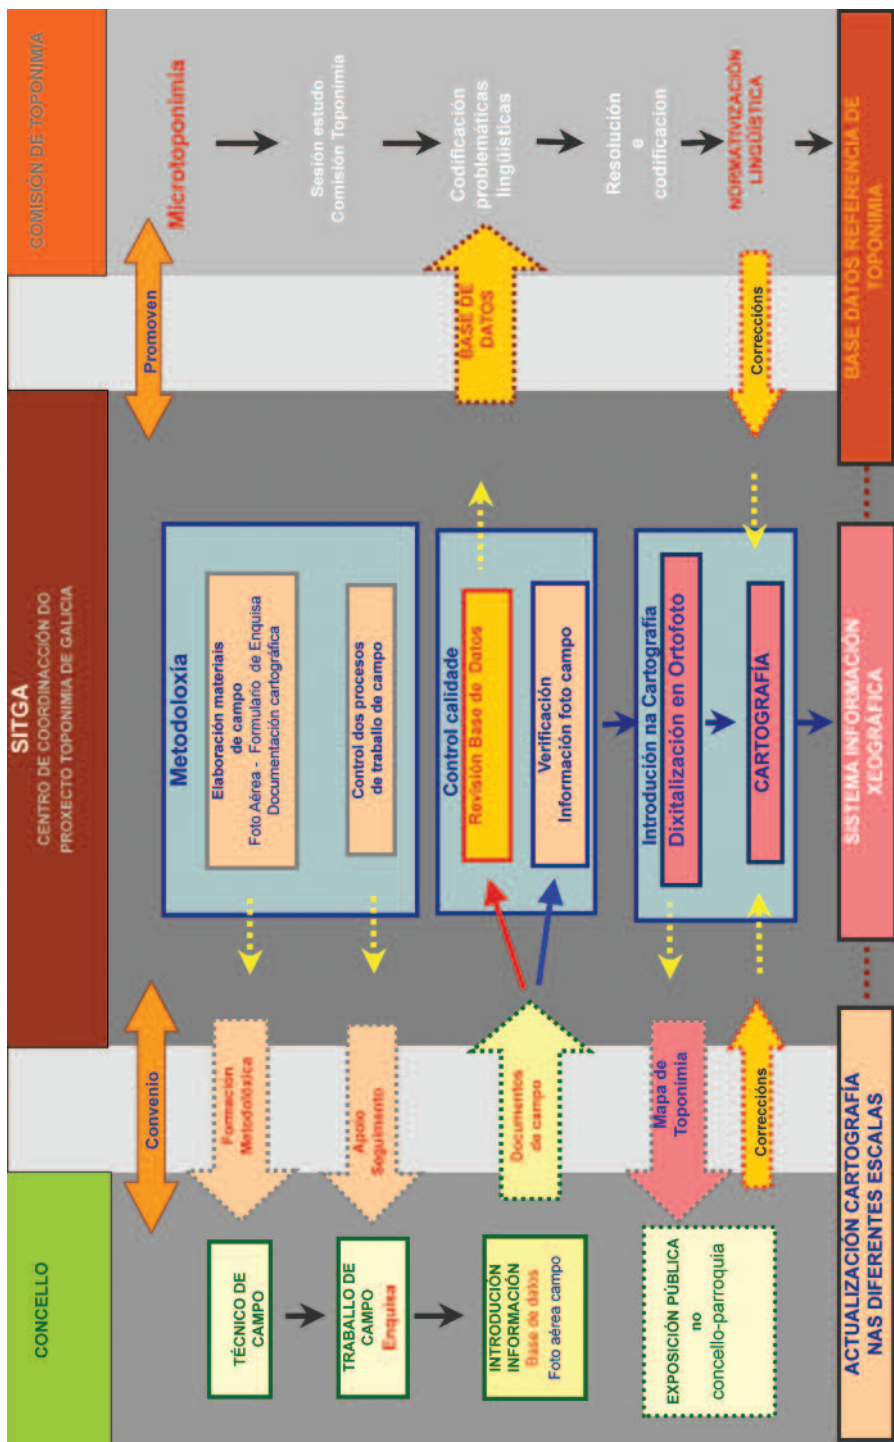 CONCELLO
SITGA
CENTRO DE COORDINACCIÓN DO
PROXECTO TOPONIMIA DE GALICIA
COMISIÓN DE TOPONIMIA
Convenio
Promoven
TÉCNICO DE
CAMPO
Formación
Metodolóxica
Metodoloxía
Elaboración materiais
de campo
Foto Aérea - Formulario de Enquisa
Documentación cartográfica
Microtoponimia
TRABALLO DE
CAMPO
Enquisa
Apoio
Seguimento
Control dos procesos
de traballo de campo
Sesión estudo
Comisión Toponimia
INTRODUCIÓN
INFORMACIÓN
Base de datos
Foto aérea campo
Documentos
de campo
Control calidade
Revisión Base de Datos
Verificación
Información foto campo
BASE DE
DATOS
Codificación
problemáticas
lingüísticas
EXPOSICIÓN PÚBLICA
no
concello-parroquia
Mapa de
Toponimia
Introdución na Cartografía
Dixitalización en Ortofoto
Resolución
e
codificacion
Correccións
CARTOGRAFÍA
Correccións
NORMATIVIZACIÓN
LINGÜÍSTICA
ACTUALIZACIÓN CARTOGRAFÍA
NAS DIFERENTES ESCALAS
SISTEMA INFORMACIÓN
XEOGRÁFICA
BASE DATOS REFERENCIA DE
TOPONIMIA